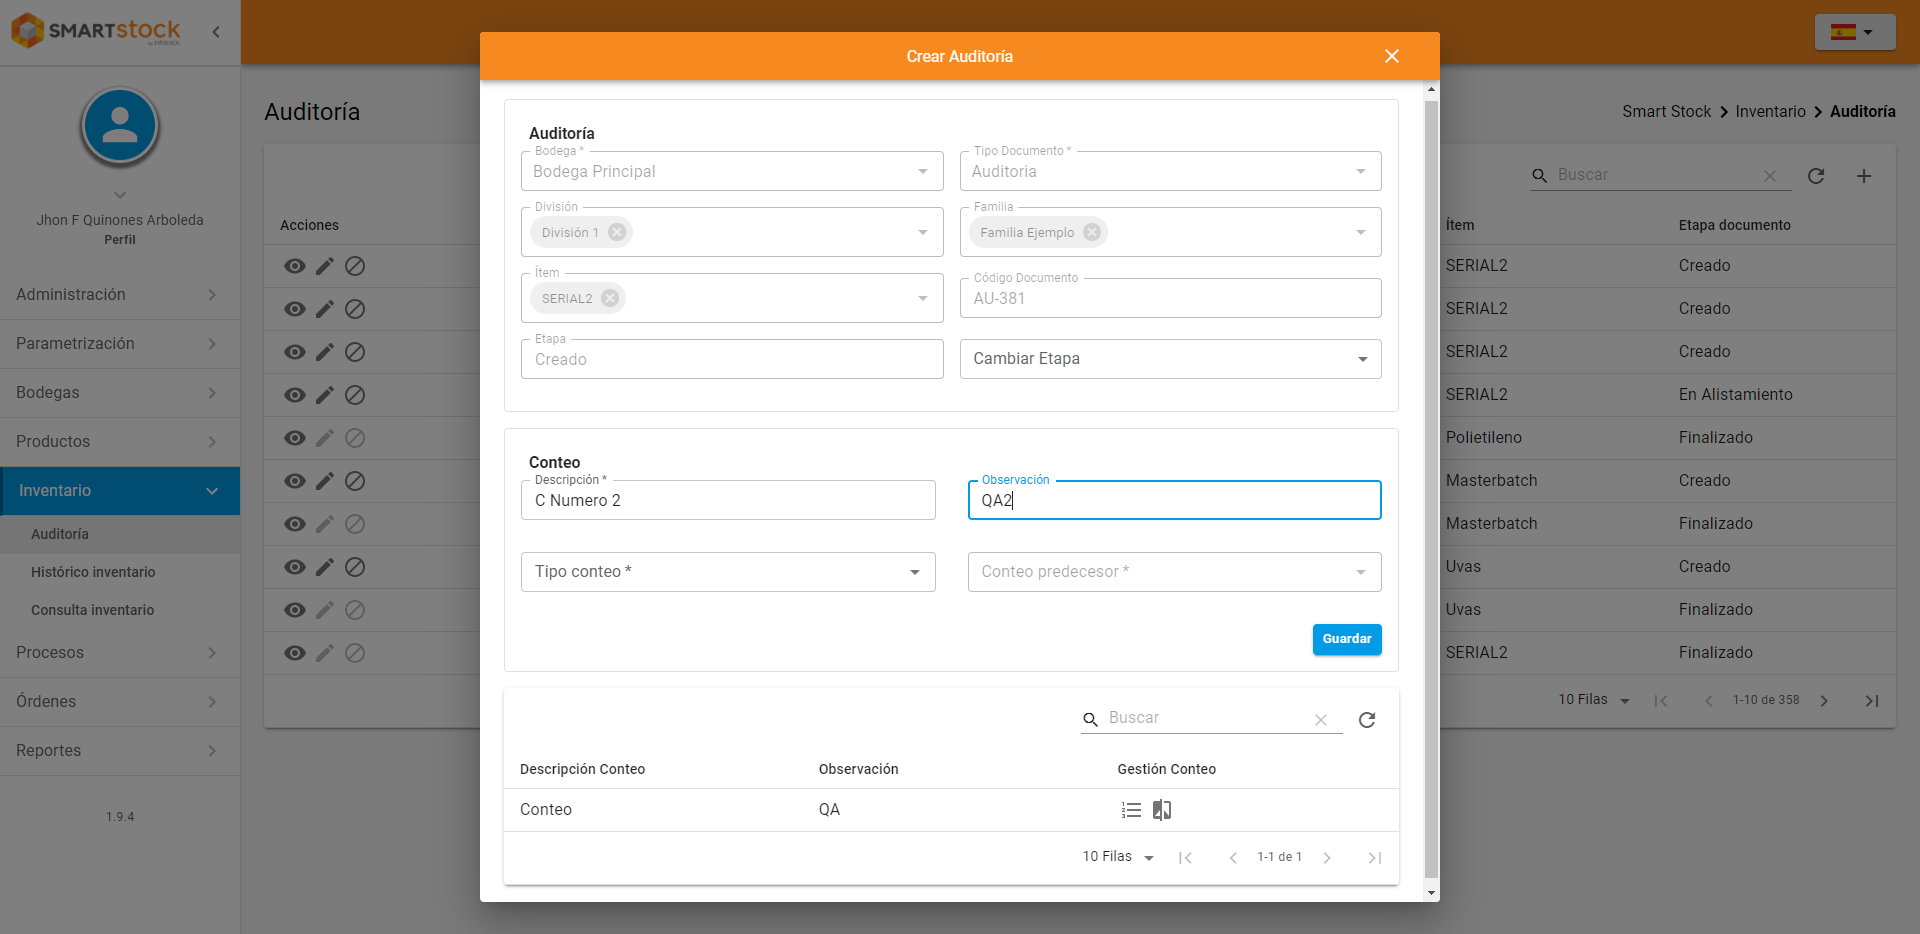 SMARTSTOCK
by infotrack
Jhon F Quinones Arboleda
Perfil
Administración
Parametrización
Bodegas
Productos
Inventario
Auditoría
Histórico inventario
Consulta inventario
Procesos
Órdenes
Reportes
1.9.4
Auditoría
Acciones
Crear Auditoría
Auditoría
Bodega *
Bodega Principal
Tipo Documento *
Auditoria
División
División 1
Familia
Familia Ejemplo
Ítem
SERIAL2
Código Documento
AU-381
Etapa
Creado
Cambiar Etapa
Conteo
Descripción *
C Numero 2
Observación
QA2
Tipo conteo *
Conteo predecesor *
Guardar
Buscar
Descripción Conteo Observación Gestión Conteo
Conteo QA
10 Filas 1-1 de 1
Smart Stock Inventario Auditoría
Buscar
Ítem Etapa documento
SERIAL2 Creado
SERIAL2 Creado
SERIAL2 Creado
SERIAL2 En Alistamiento
Polietileno Finalizado
Masterbatch Creado
Masterbatch Finalizado
Uvas Creado
Uvas Finalizado
SERIAL2 Finalizado
10 Filas 1-10 de 358